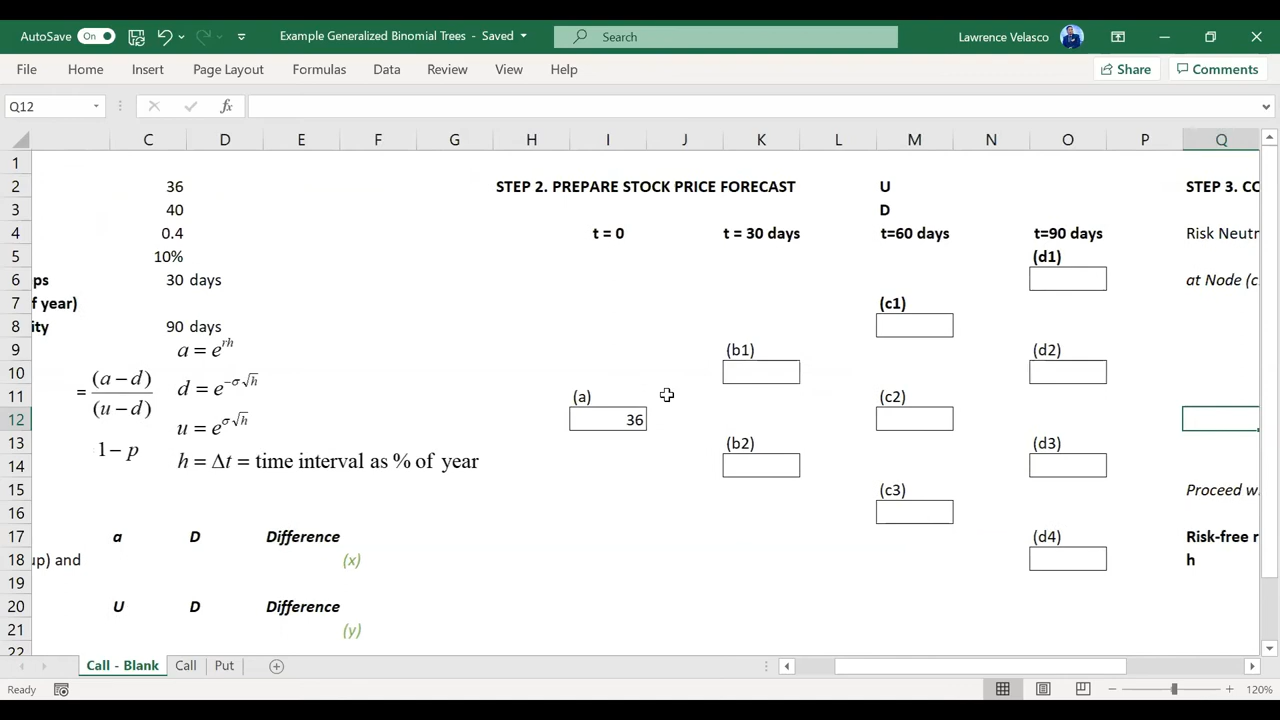 AutoSave On Example Generalized Binomial Trees - Saved Search Lawrence Velasco
File Home Insert Page Layout Formulas Data Review View Help Share Comments
Q12 fx
C D E F G H I J K L M N O P Q
1
2 36 STEP 2. PREPARE STOCK PRICE FORECAST U STEP 3. CO
3 40 D
4 0.4 t = 0 t = 30 days t=60 days t=90 days Risk Neutr
5 10% (d1)
6 ps 30 days at Node (c
7 f year) (c1)
8 ity 90 days
a = e^{rh}
9 (b1) (d2)
10 = (a − d) / (u − d) d = e^{−σ√h}
11 (a) (c2)
12 36 u = e^{σ√h}
13 1− p (b2) (d3)
14 h = Δt = time interval as % of year
15 (c3) Proceed w
16
17 a D Difference (d4) Risk-free r
18 up) and (x) h
19
20 U D Difference
21 (y)
22
Call - Blank Call Put
Ready 120%